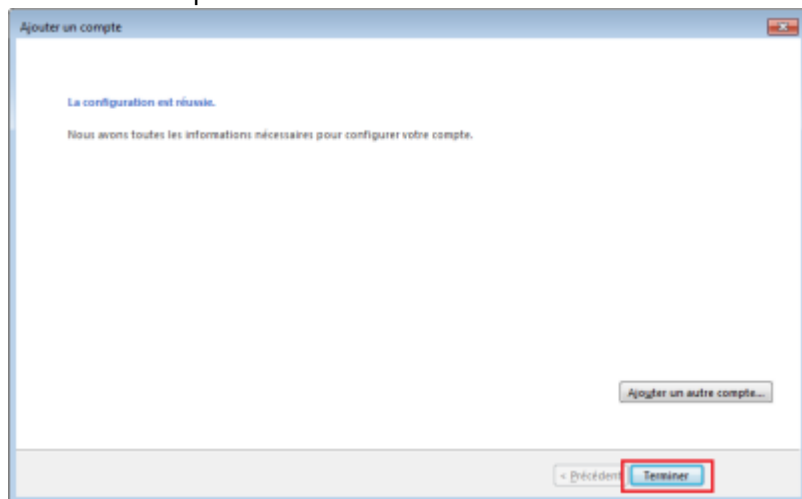 Ajouter un compte
La configuration est réussie.
Nous avons toutes les informations nécessaires pour configurer votre compte.
Ajouter un autre compte...
< Précédent
Terminer